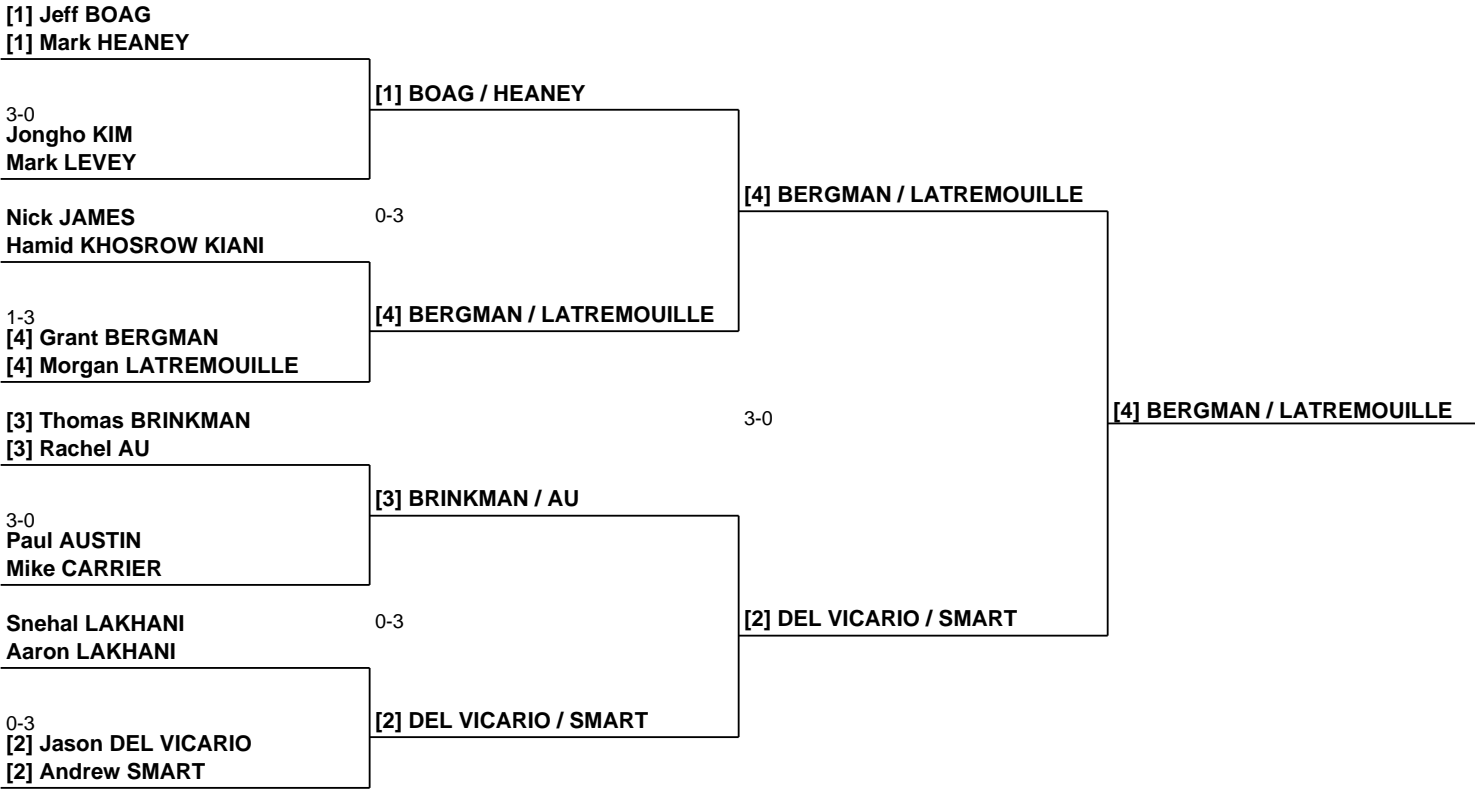 [1] Jeff BOAG
[1] Mark HEANEY
[1] BOAG / HEANEY
3-0
Jongho KIM
Mark LEVEY
[4] BERGMAN / LATREMOUILLE
Nick JAMES
0-3
Hamid KHOSROW KIANI
1-3
[4] BERGMAN / LATREMOUILLE
[4] Grant BERGMAN
[4] Morgan LATREMOUILLE
[4] BERGMAN / LATREMOUILLE
[3] Thomas BRINKMAN
3-0
[3] Rachel AU
[3] BRINKMAN / AU
3-0
Paul AUSTIN
Mike CARRIER
[2] DEL VICARIO / SMART
Snehal LAKHANI
0-3
Aaron LAKHANI
0-3
[2] DEL VICARIO / SMART
[2] Jason DEL VICARIO
[2] Andrew SMART